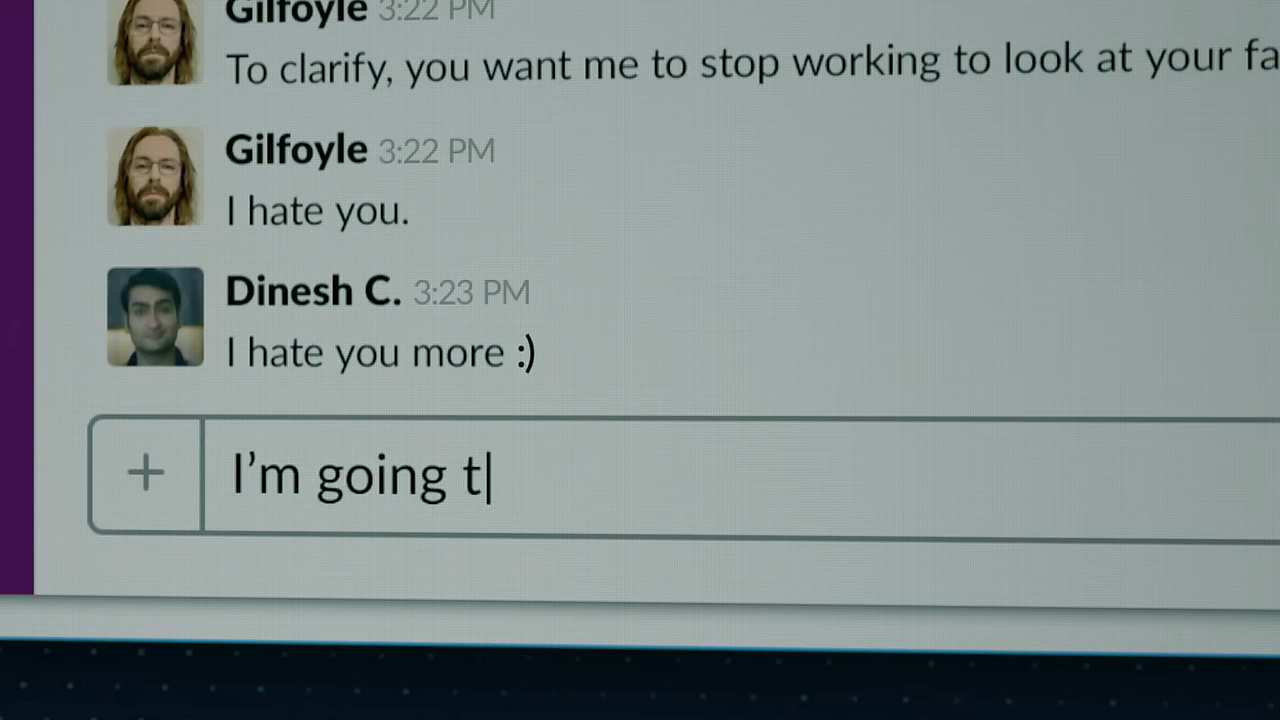 Gilfoyle 3:22 PM
To clarify, you want me to stop working to look at your
Gilfoyle 3:22 PM
I hate you.
Dinesh C. 3:23 PM
I hate you more :)
+
I’m going t